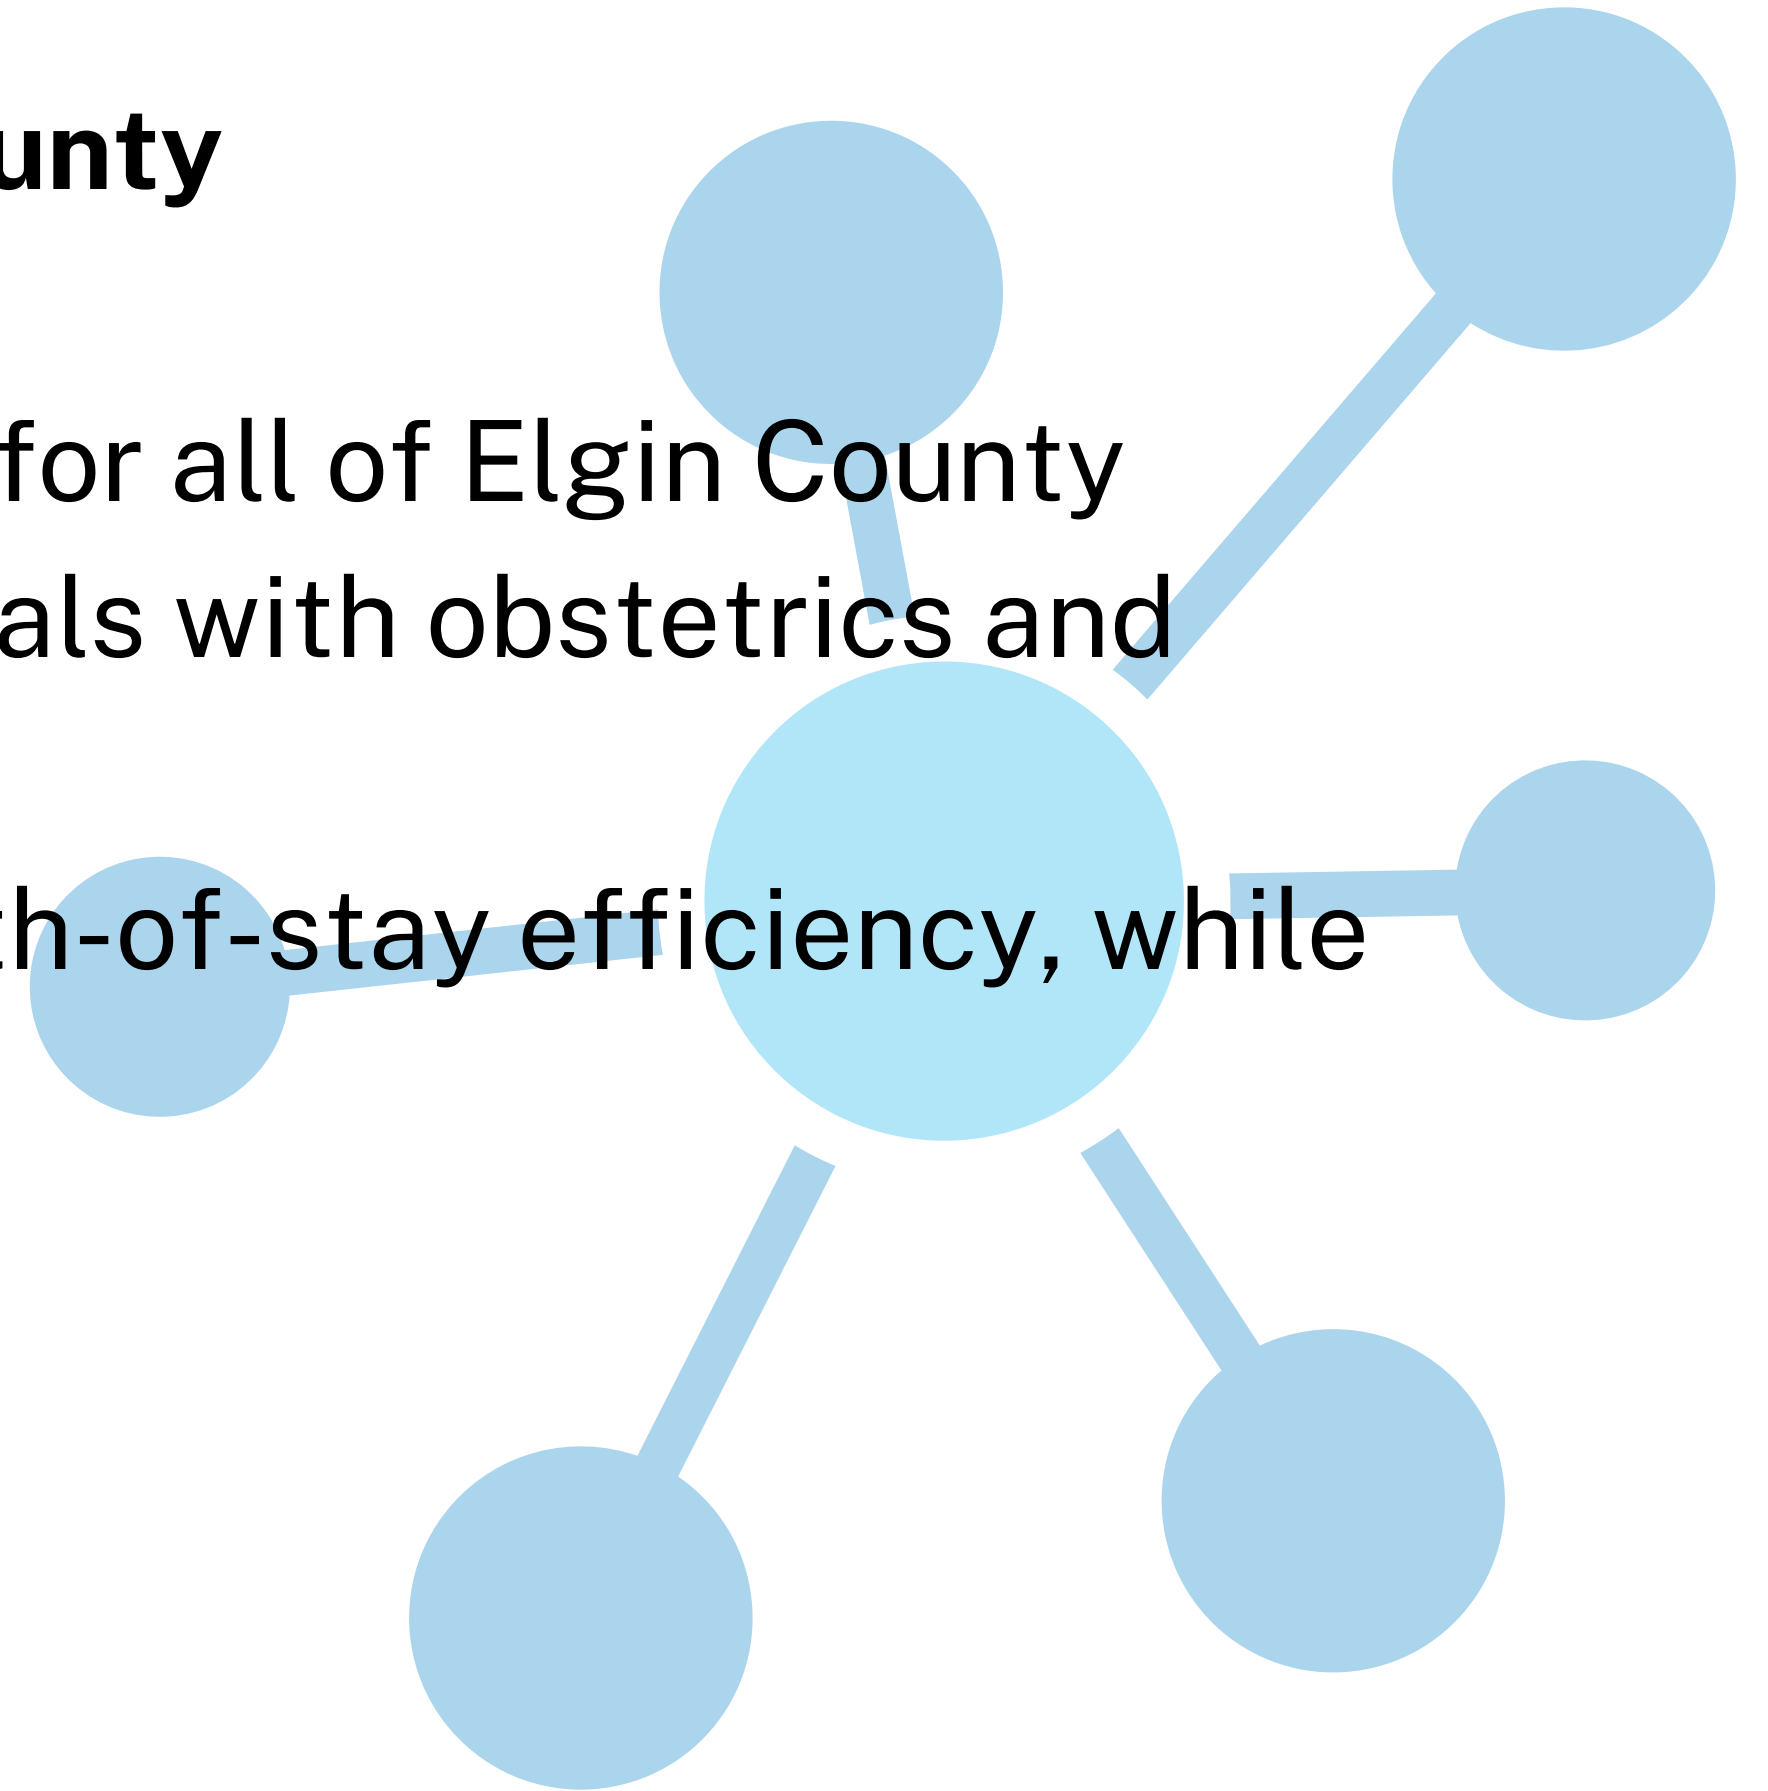 unty
for all of Elgin County
als with obstetrics and
th-of-stay efficiency, while